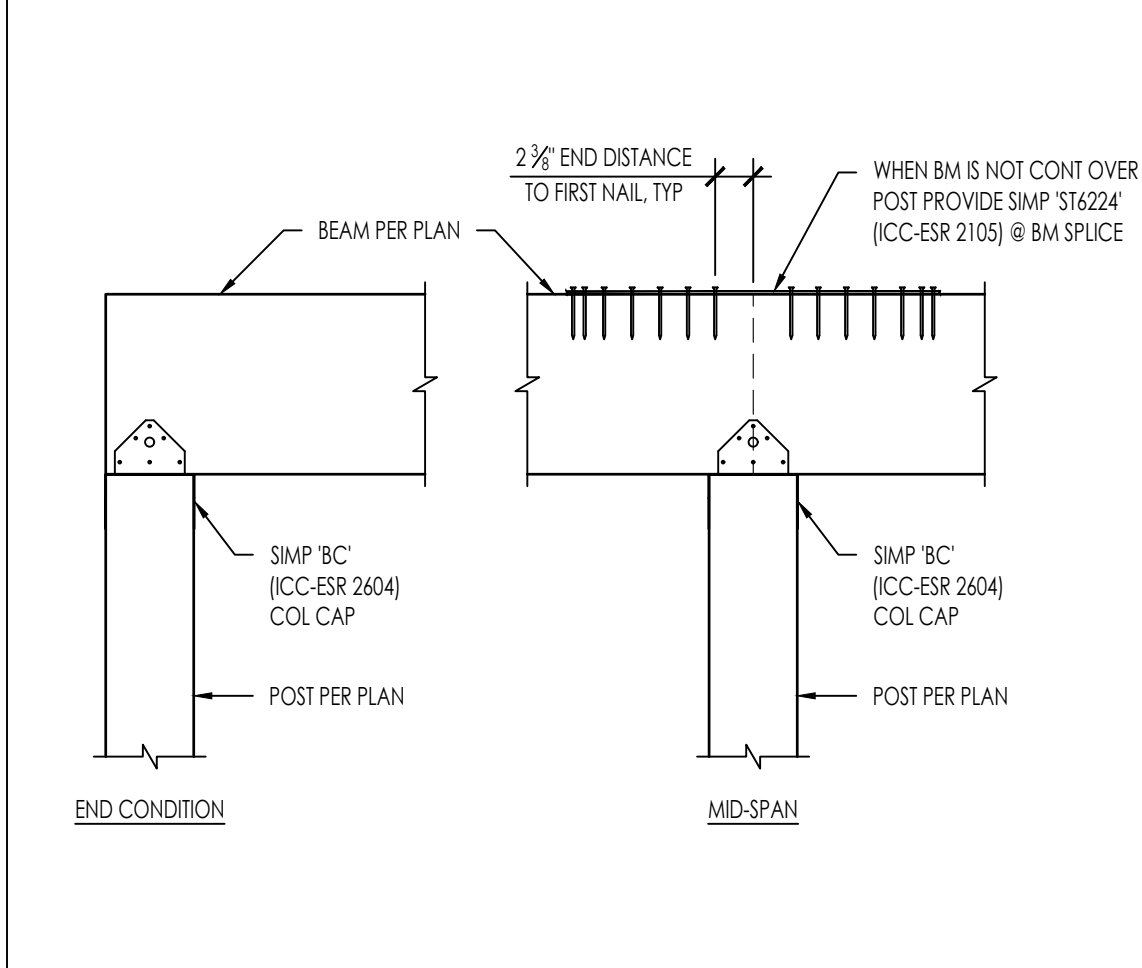 2 3/8" END DISTANCE
TO FIRST NAIL, TYP
WHEN BM IS NOT CONT OVER
POST PROVIDE SIMP 'ST6224'
(ICC-ESR 2105) @ BM SPLICE
BEAM PER PLAN
SIMP 'BC'
(ICC-ESR 2604)
COL CAP
SIMP 'BC'
(ICC-ESR 2604)
COL CAP
POST PER PLAN
POST PER PLAN
END CONDITION
MID-SPAN